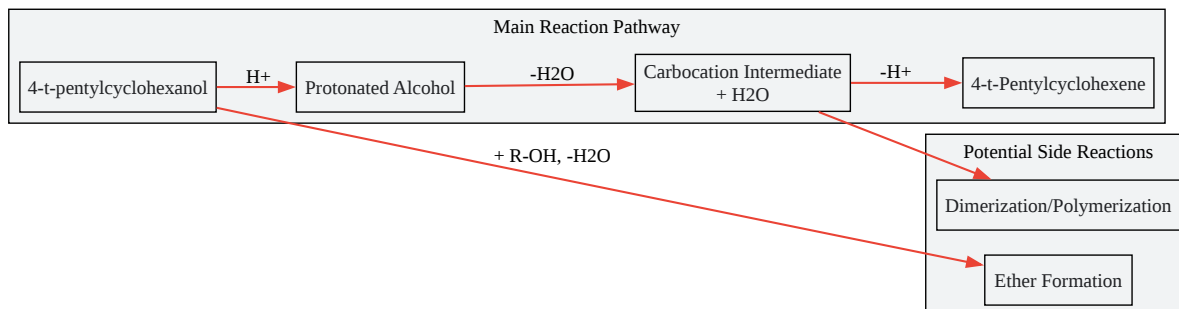 Main Reaction Pathway
4-t-pentylcyclohexanol
H+
Protonated Alcohol
-H2O
Carbocation Intermediate
+ H2O
-H+
4-t-Pentylcyclohexene
+ R-OH, -H2O
Potential Side Reactions
Dimerization/Polymerization
Ether Formation